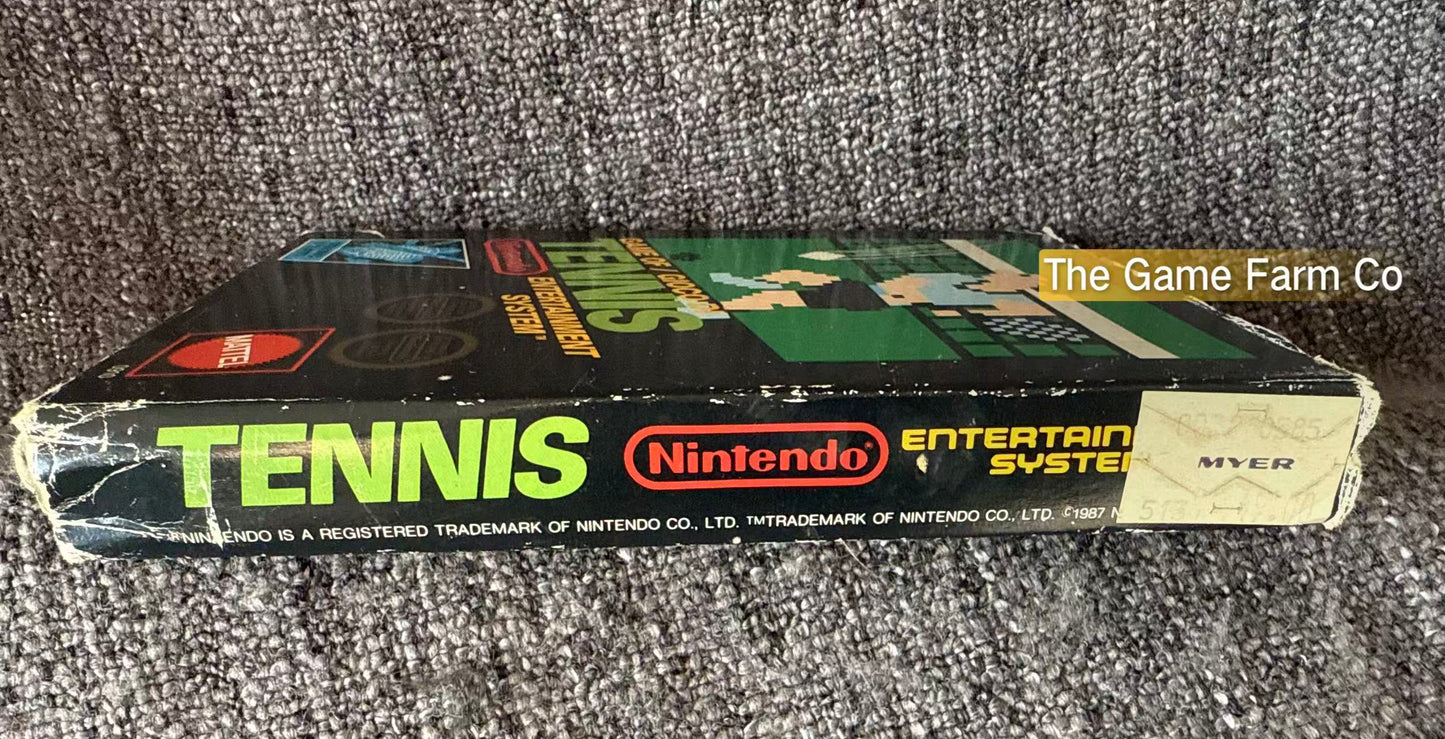 The Game Farm Co
Nintendo
ENTERTAINMENT
SYSTEM™
TENNIS
MATTEL
TENNIS
Nintendo®
ENTERTAIN
SYSTE
NINTENDO IS A REGISTERED TRADEMARK OF NINTENDO CO., LTD. ™TRADEMARK OF NINTENDO CO., LTD. ©1987 N
MYER